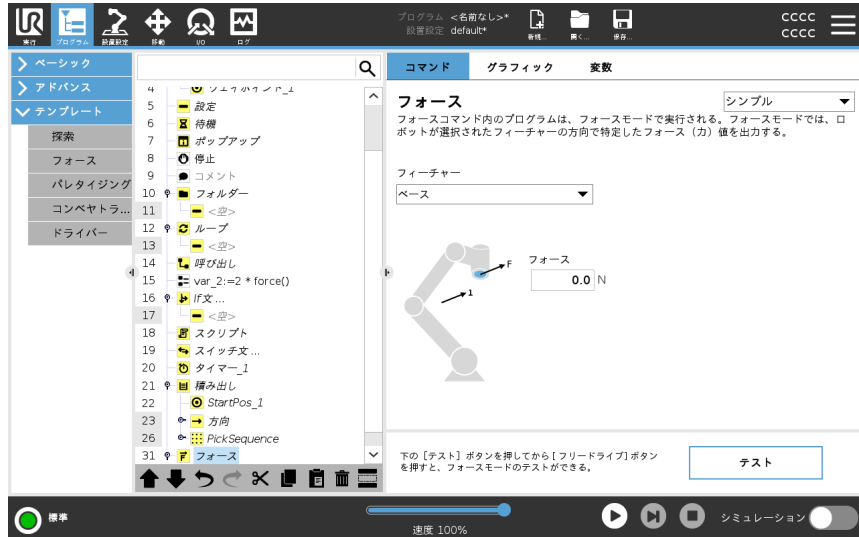 UR
実行
プログラム
設置設定
移動
I/O
ログ
プログラム <名前なし>*
設置設定 default*
新規...
開く...
保存...
CCCC
CCCC
ベーシック
アドバンス
テンプレート
探索
フォース
パレタイジング
コンベヤトラ...
ドライバー
4 ウェイポイント_1
5 設定
6 待機
7 ポップアップ
8 停止
9 コメント
10 フォルダー
11 <空>
12 ループ
13 <空>
14 呼び出し
15 var_2:=2 * force()
16 If文 ...
17 <空>
18 スクリプト
19 スイッチ文 ...
20 タイマー_1
21 積み出し
22 StartPos_1
23 方向
26 PickSequence
31 フォース
コマンド
グラフィック
変数
フォース
シンプル
フォースコマンド内のプログラムは、フォースモードで実行される。フォースモードでは、ロ
ボットが選択されたフィーチャーの方向で特定したフォース（力）値を出力する。
フィーチャー
ベース
F
1
フォース
0.0 N
下の［テスト］ボタンを押してから [ フリードライブ] ボタン
を押すと、フォースモードのテストができる。
テスト
標準
速度 100%
シミュレーション